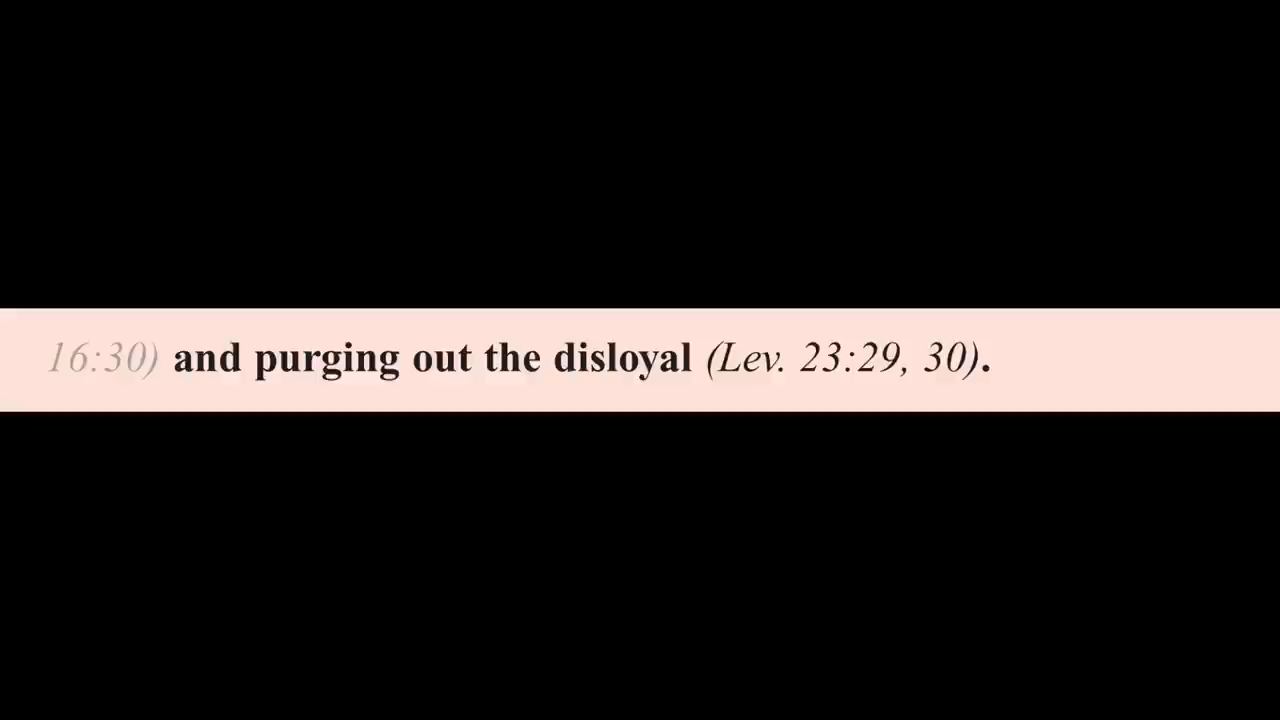 16:30) and purging out the disloyal (Lev. 23:29, 30).